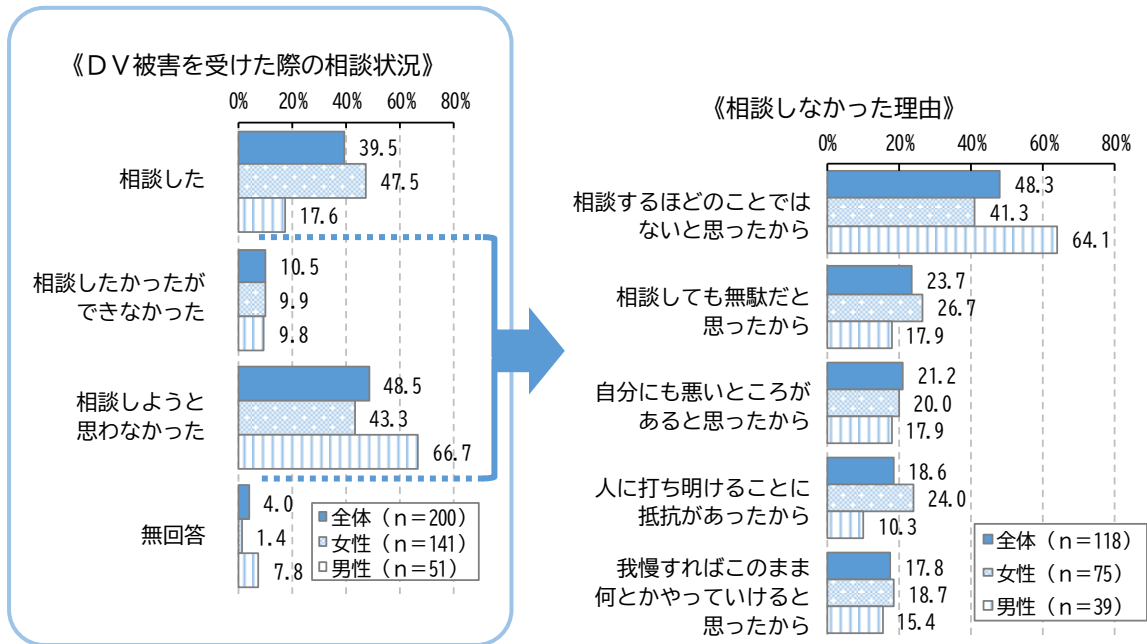 《ＤＶ被害を受けた際の相談状況》
0% 20% 40% 60% 80%
相談した
39.5
47.5
17.6
相談したかったが
できなかった
10.5
9.9
9.8
相談しようと
思わなかった
48.5
43.3
66.7
無回答
4.0
1.4
7.8
全体（ｎ＝200）
女性（ｎ＝141）
男性（ｎ＝51）
《相談しなかった理由》
0% 20% 40% 60% 80%
相談するほどのことでは
ないと思ったから
48.3
41.3
64.1
相談しても無駄だと
思ったから
23.7
26.7
17.9
自分にも悪いところが
あると思ったから
21.2
20.0
17.9
人に打ち明けることに
抵抗があったから
18.6
24.0
10.3
我慢すればこのまま
何とかやっていけると
思ったから
17.8
18.7
15.4
全体（ｎ＝118）
女性（ｎ＝75）
男性（ｎ＝39）